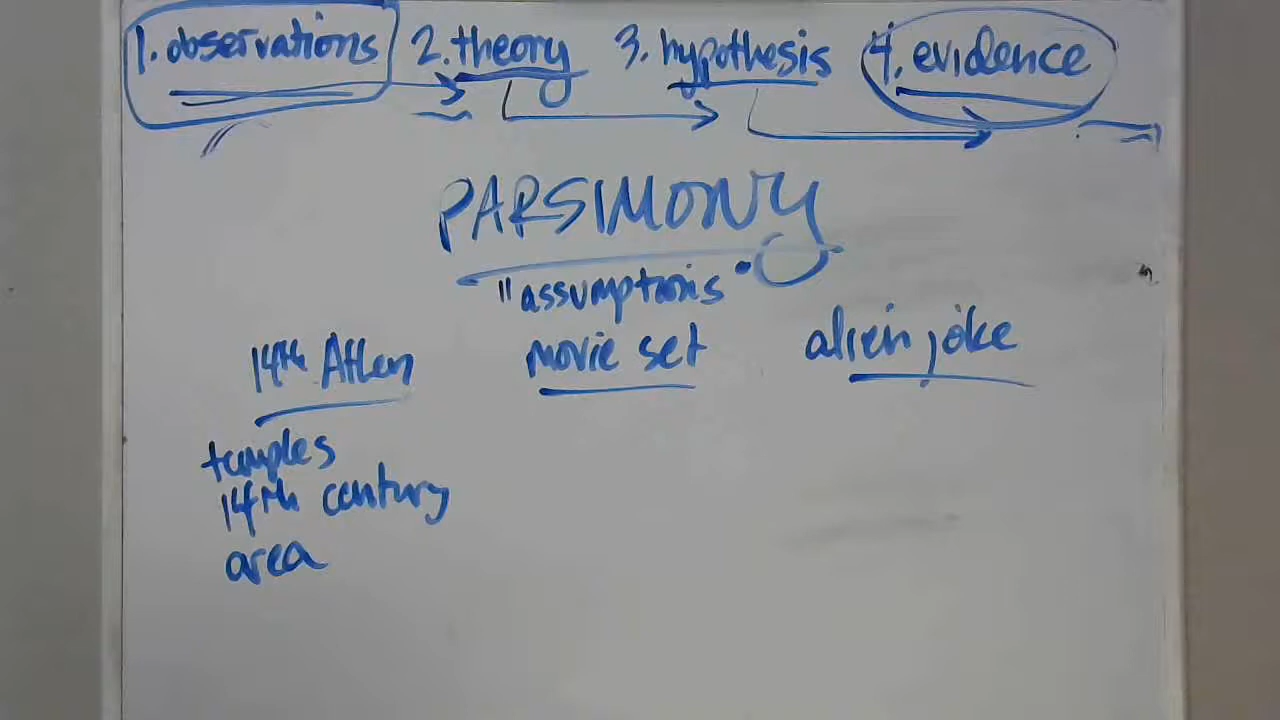 1. observations 2. theory 3. hypothesis 4. evidence
PARSIMONY
"assumptions"
14th Athen movie set alien joke
temples
14th century
area